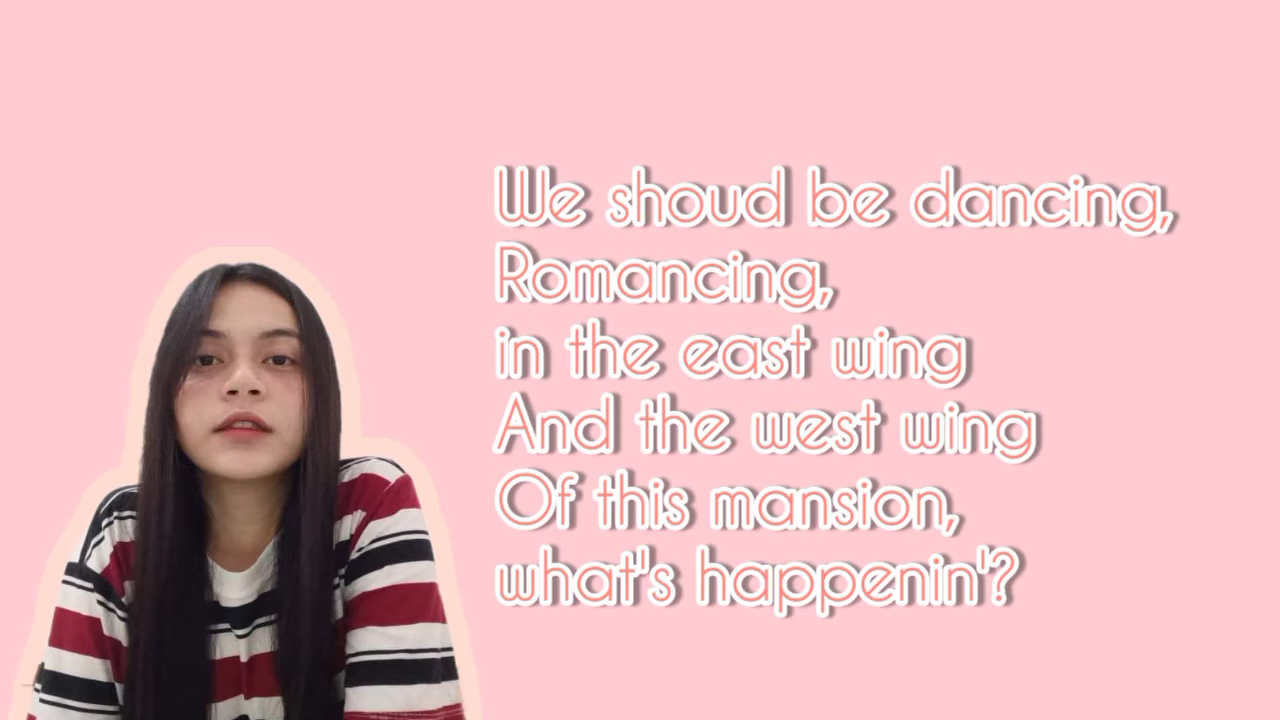 We shoud be dancing,
Romancing,
in the east wing
And the west wing
Of this mansion,
what's happenin'?